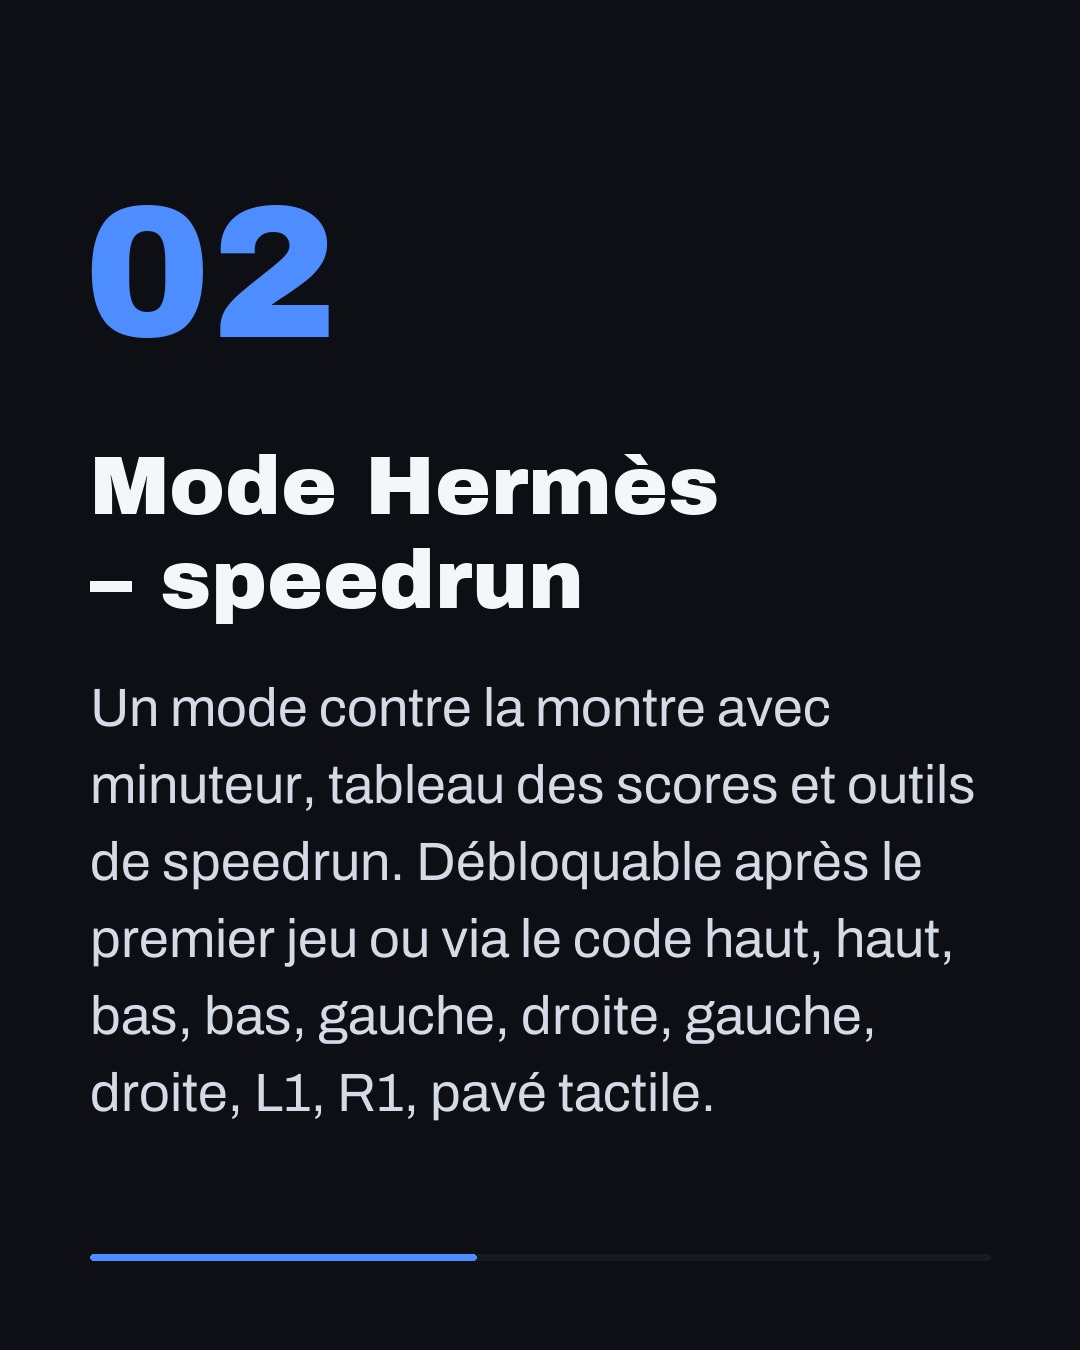 02
Mode Hermès
– speedrun
Un mode contre la montre avec
minuteur, tableau des scores et outils
de speedrun. Débloquable après le
premier jeu ou via le code haut, haut,
bas, bas, gauche, droite, gauche,
droite, L1, R1, pavé tactile.